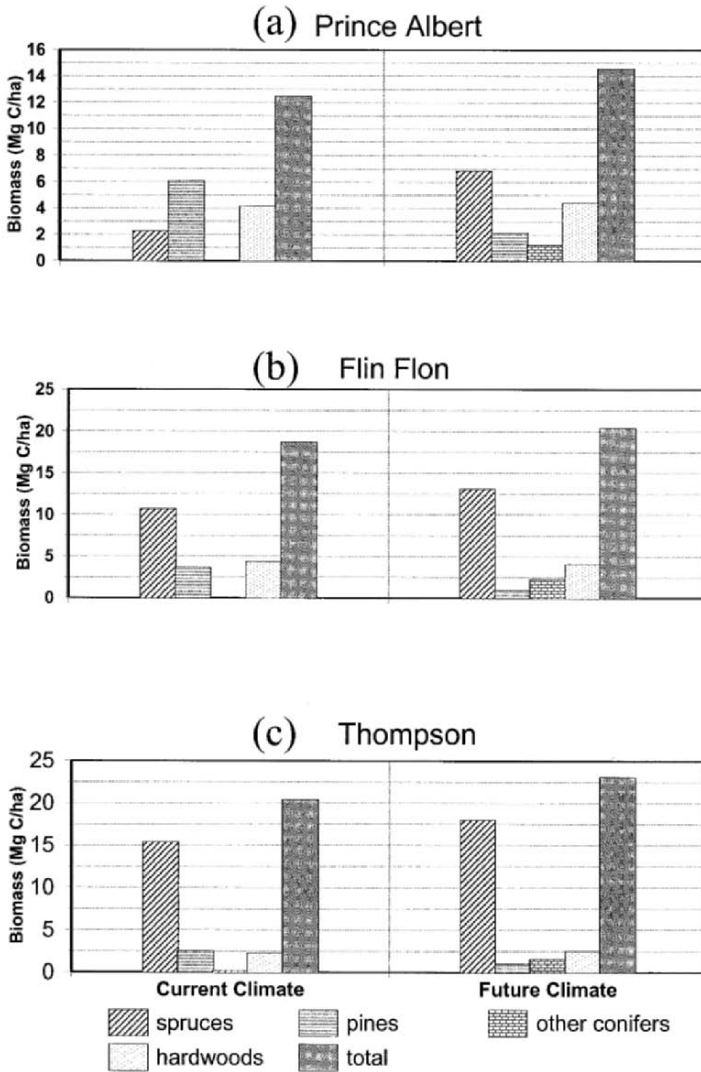 (a) Prince Albert
Biomass (Mg C/ha)
16
14
12
10
8
6
4
2
0
(b) Flin Flon
Biomass (Mg C/ha)
25
20
15
10
5
0
(c) Thompson
Biomass (Mg C/ha)
25
20
15
10
5
0
Current Climate Future Climate
spruces pines other conifers
hardwoods total